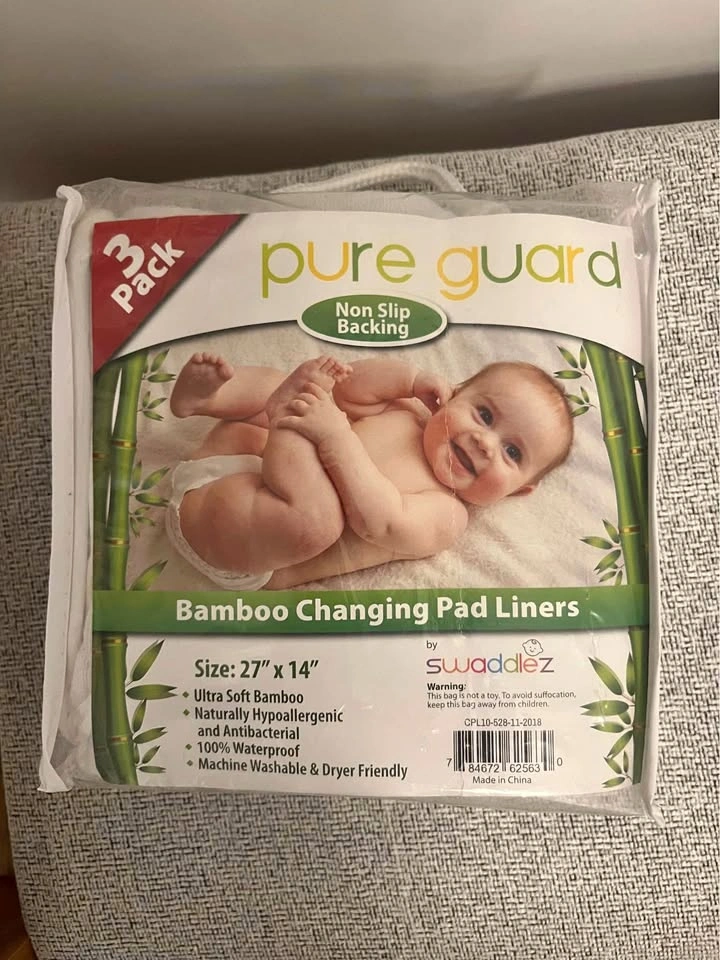 3
Pack
pure guard
Non Slip
Backing
Bamboo Changing Pad Liners
Size: 27" x 14"
Ultra Soft Bamboo
Naturally Hypoallergenic
and Antibacterial
100% Waterproof
Machine Washable & Dryer Friendly
by
swaddlez
Warning:
This bag is not a toy. To avoid suffocation,
keep this bag away from children.
CPL10-528-11-2018
7 84672 62563 0
Made in China